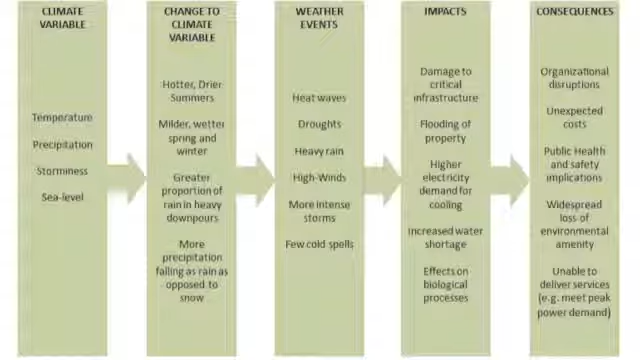 CLIMATE
VARIABLE
Temperature
Precipitation
Storminess
Sea-level
CHANGE TO
CLIMATE
VARIABLE
Hotter, Drier
Summers
Milder, wetter
spring and
winter
Greater
proportion of
rain in heavy
downpours
More
precipitation
falling as rain as
opposed to
snow
WEATHER
EVENTS
Heat waves
Droughts
Heavy rain
High-Winds
More intense
storms
Few cold spells
IMPACTS
Damage to
critical
infrastructure
Flooding of
property
Higher
electricity
demand for
cooling
Increased water
shortage
Effects on
biological
processes
CONSEQUENCES
Organizational
disruptions
Unexpected
costs
Public Health
and safety
implications
Widespread
loss of
environmental
amenity
Unable to
deliver services
(e.g. meet peak
power demand)